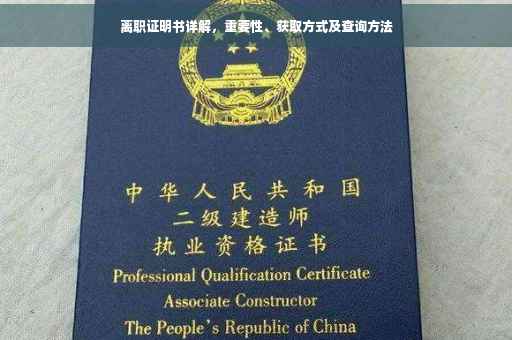 离职证明书详解，重要性、获取方式及查询方法
中华人民共和国
二级建造师
执业资格证书
Professional Qualification Certificate
Associate Constructor
The People's Republic of China